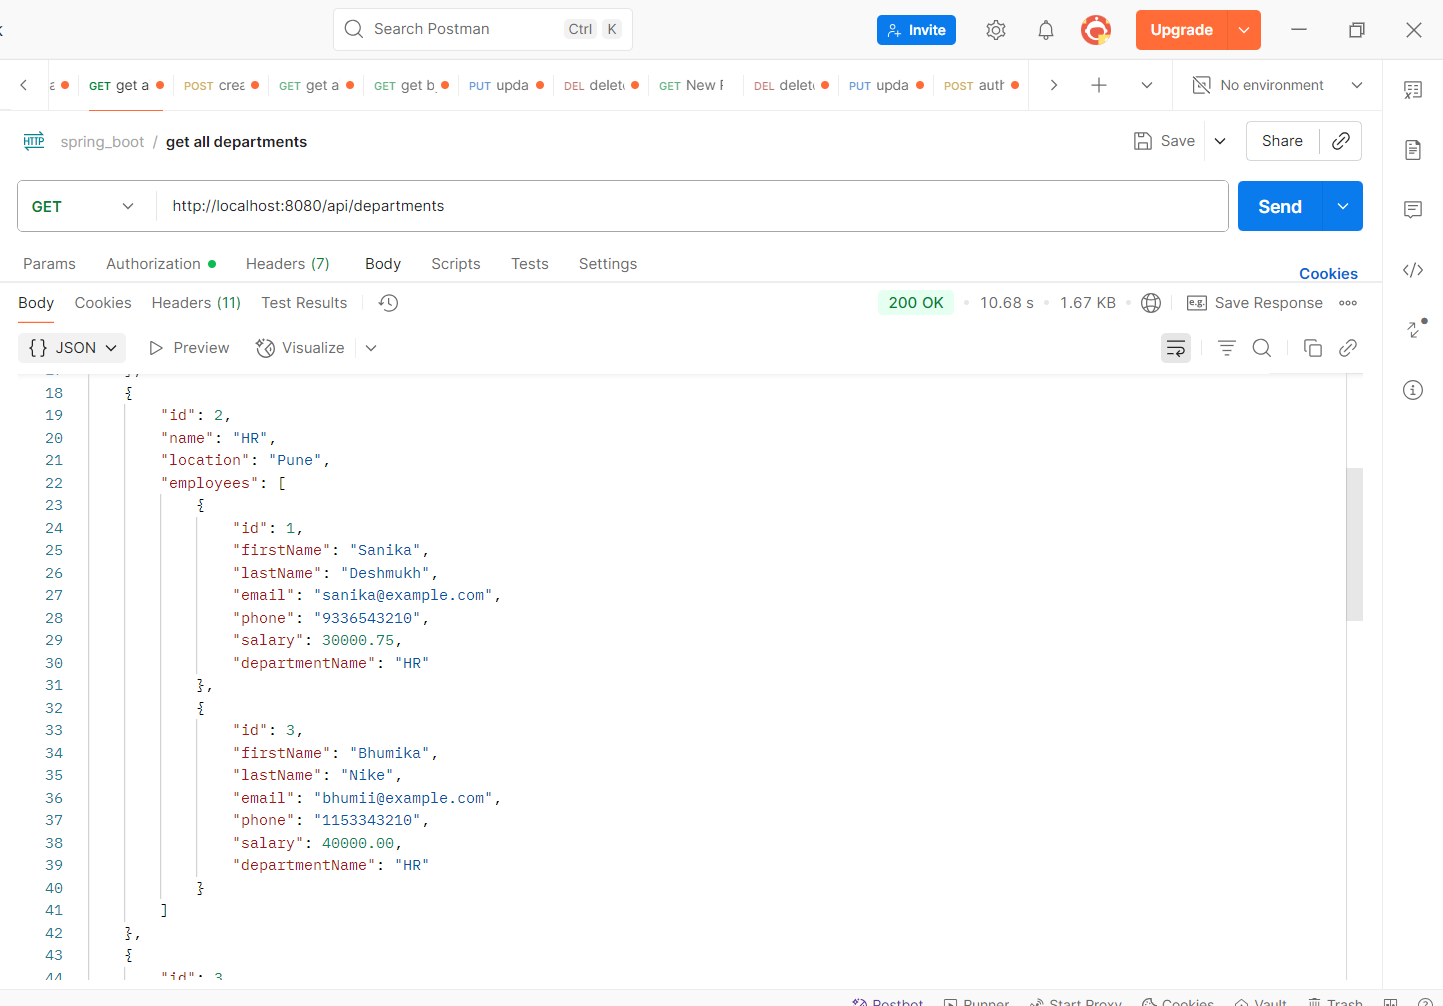 Search Postman Ctrl K
Invite
Upgrade
GET get a POST crea GET get a GET get b PUT upda DEL delet GET New R DEL delet PUT upda POST auth No environment
HTTP spring_boot / get all departments Save Share
GET http://localhost:8080/api/departments Send
Params Authorization Headers (7) Body Scripts Tests Settings
Cookies
Body Cookies Headers (11) Test Results 200 OK 10.68 s 1.67 KB e.g. Save Response
{} JSON Preview Visualize
18 {
19 "id": 2,
20 "name": "HR",
21 "location": "Pune",
22 "employees": [
23 {
24 "id": 1,
25 "firstName": "Sanika",
26 "lastName": "Deshmukh",
27 "email": "sanika@example.com",
28 "phone": "9336543210",
29 "salary": 30000.75,
30 "departmentName": "HR"
31 },
32 {
33 "id": 3,
34 "firstName": "Bhumika",
35 "lastName": "Nike",
36 "email": "bhumii@example.com",
37 "phone": "1153343210",
38 "salary": 40000.00,
39 "departmentName": "HR"
40 }
41 ]
42 },
43 {
44 "id": 3
Postbot Runner Start Proxy Cookies Vault Trash